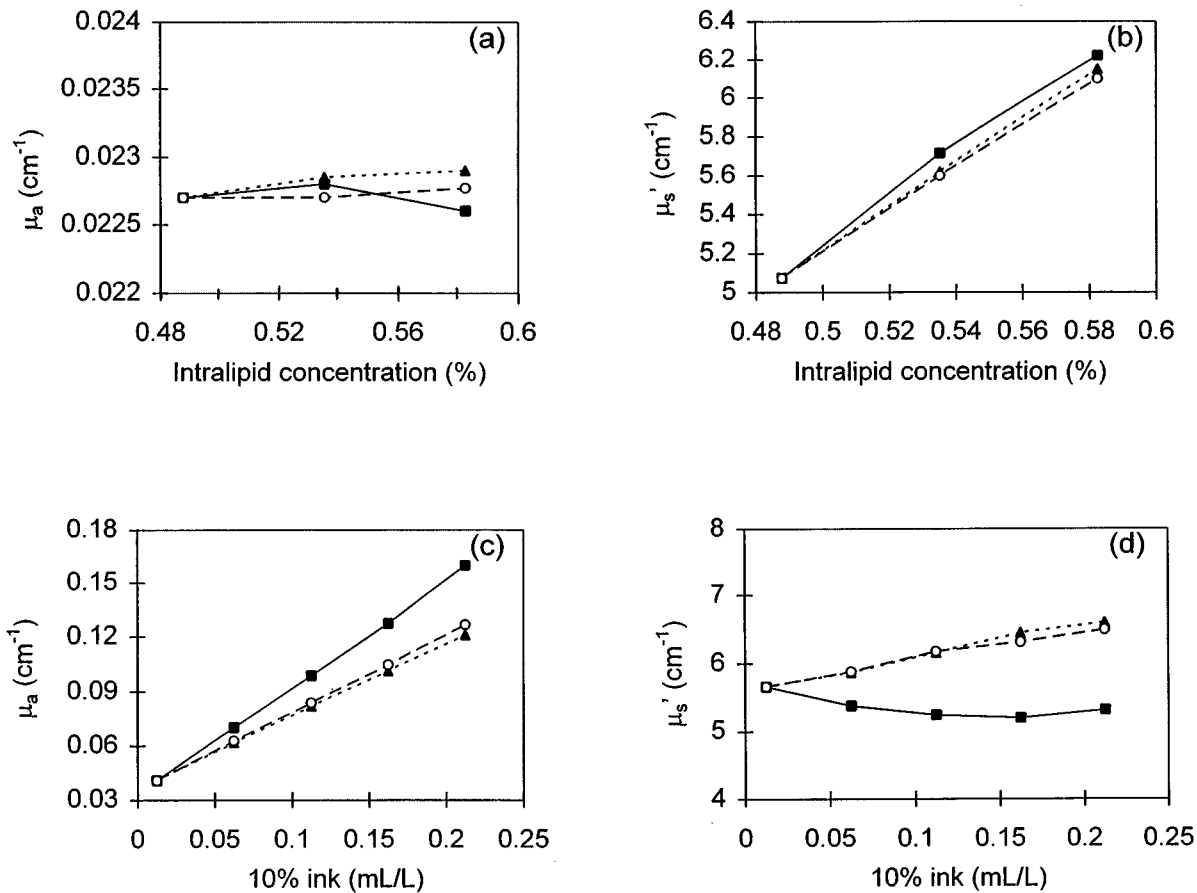 (a)
0.024
0.0235
0.023
0.0225
0.022
μa (cm-1)
0.48 0.52 0.56 0.6
Intralipid concentration (%)
(b)
6.4
6.2
6
5.8
5.6
5.4
5.2
5
μs' (cm-1)
0.48 0.5 0.52 0.54 0.56 0.58 0.6
Intralipid concentration (%)
(c)
0.18
0.15
0.12
0.09
0.06
0.03
μa (cm-1)
0 0.05 0.1 0.15 0.2 0.25
10% ink (mL/L)
(d)
8
7
6
5
4
μs' (cm-1)
0 0.05 0.1 0.15 0.2 0.25
10% ink (mL/L)